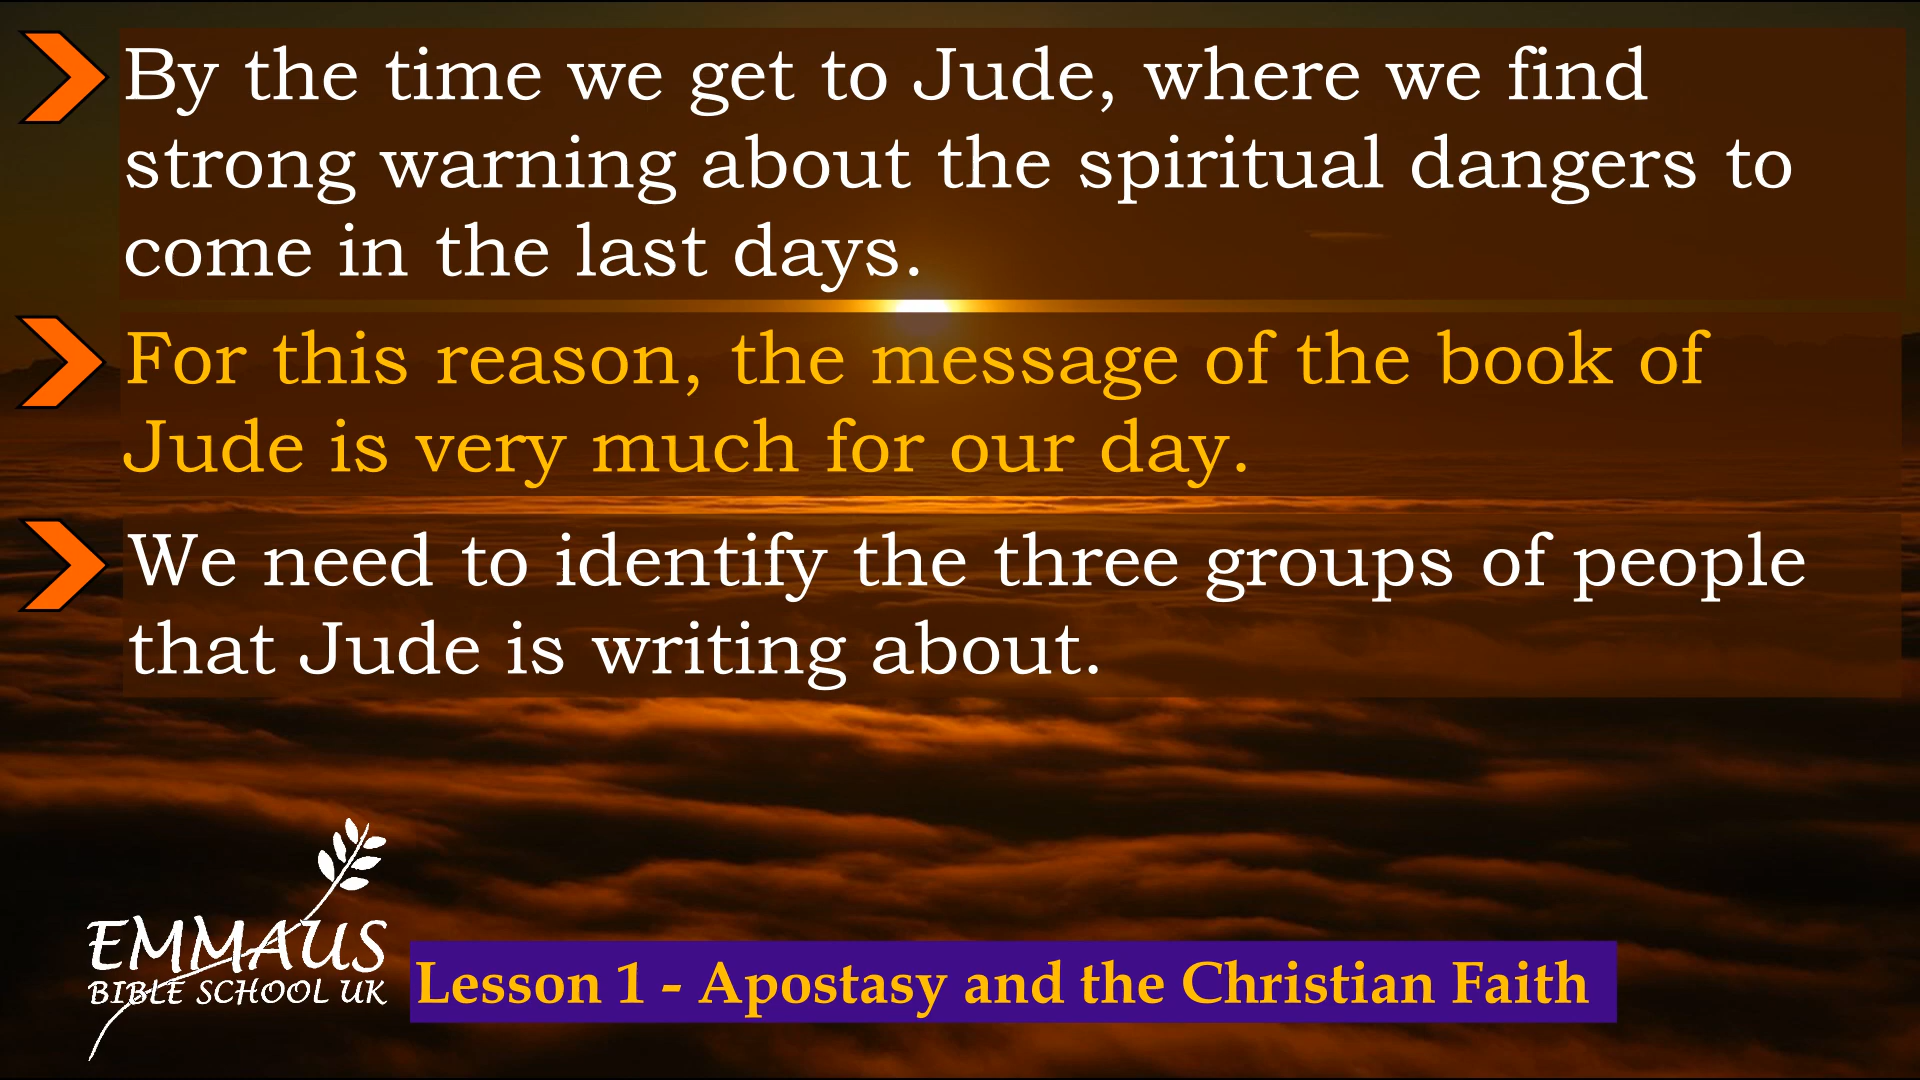 By the time we get to Jude, where we find
strong warning about the spiritual dangers to
come in the last days.
For this reason, the message of the book of
Jude is very much for our day.
We need to identify the three groups of people
that Jude is writing about.
EMMAUS
BIBLE SCHOOL UK
Lesson 1 - Apostasy and the Christian Faith